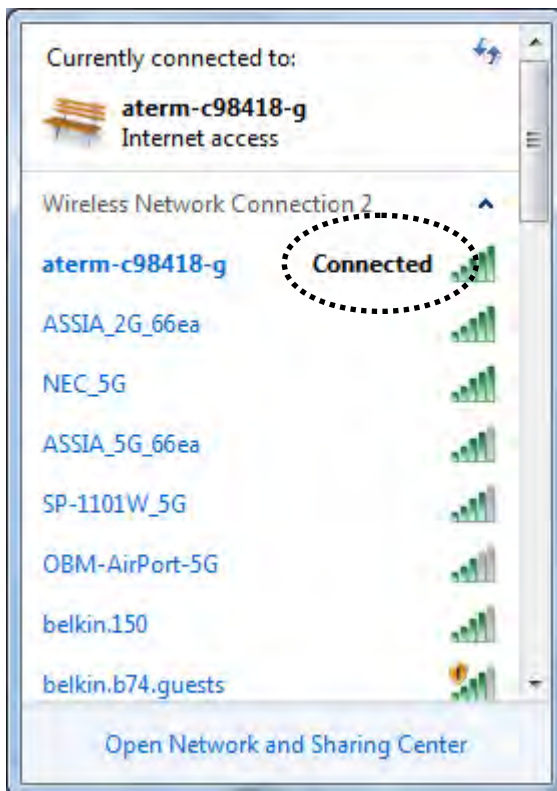 Currently connected to:
aterm-c98418-g
Internet access
Wireless Network Connection 2
aterm-c98418-g Connected
ASSIA_2G_66ea
NEC_5G
ASSIA_5G_66ea
SP-1101W_5G
OBM-AirPort-5G
belkin.150
belkin.b74.guests
Open Network and Sharing Center